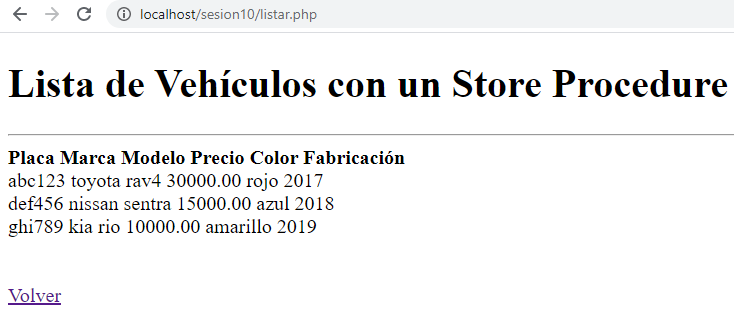 localhost/sesion10/listar.php
Lista de Vehículos con un Store Procedure
Placa Marca Modelo Precio Color Fabricación
abc123 toyota rav4 30000.00 rojo 2017
def456 nissan sentra 15000.00 azul 2018
ghi789 kia rio 10000.00 amarillo 2019
Volver